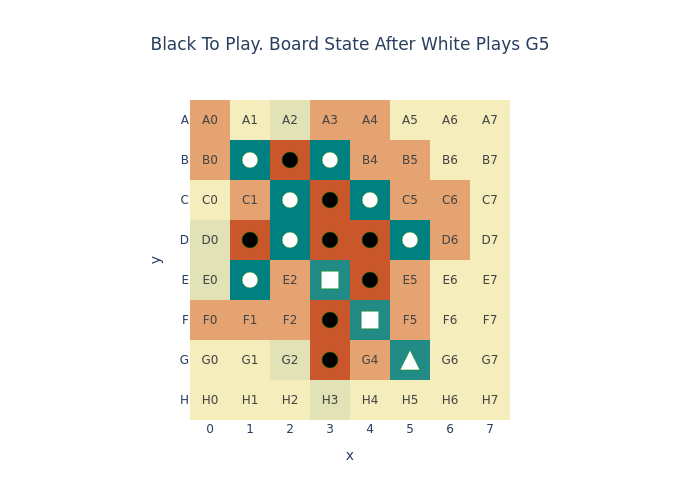 Black To Play. Board State After White Plays G5
A A0 A1 A2 A3 A4 A5 A6 A7
B B0 B4 B5 B6 B7
C C0 C1 C5 C6 C7
D D0 D6 D7
E E0 E2 E5 E6 E7
F F0 F1 F2 F5 F6 F7
G G0 G1 G2 G4 G6 G7
H H0 H1 H2 H3 H4 H5 H6 H7
0 1 2 3 4 5 6 7
x
y